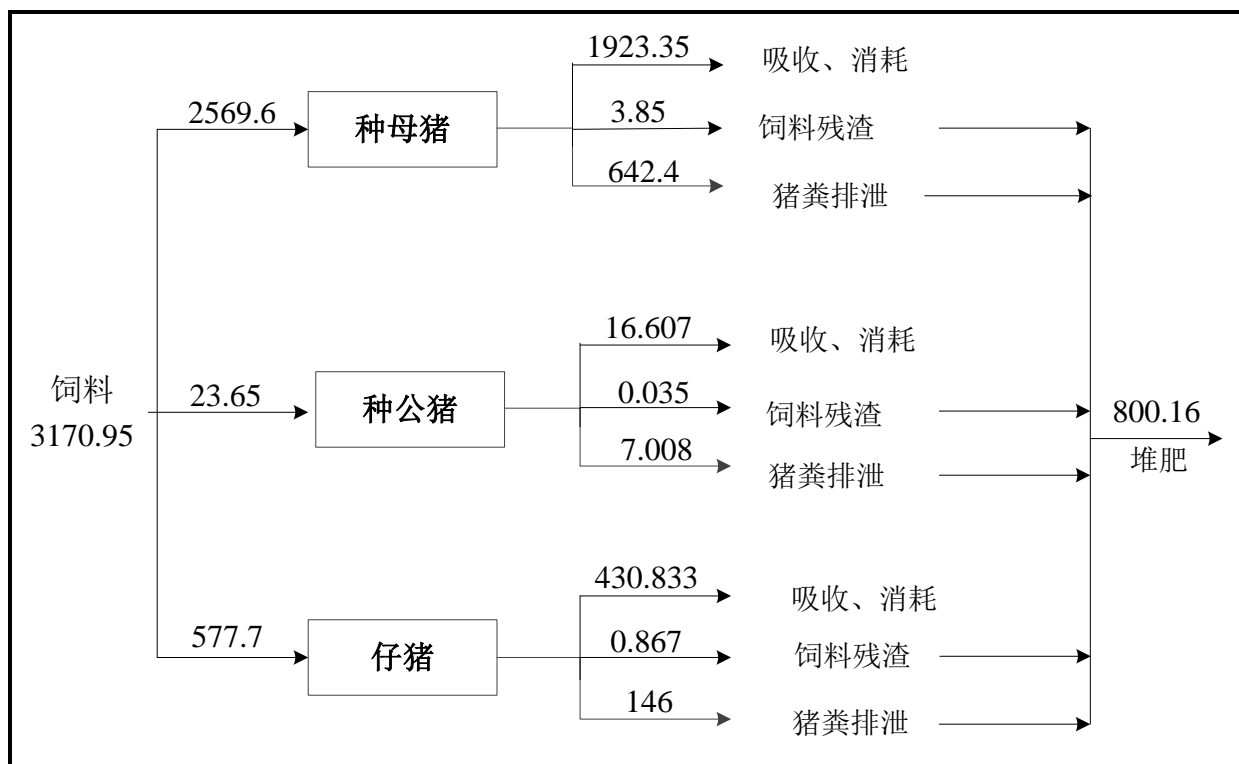 1923.35
吸收、消耗
2569.6
种母猪
3.85
饲料残渣
642.4
猪粪排泄
16.607
吸收、消耗
饲料
3170.95
23.65
种公猪
0.035
饲料残渣
7.008
猪粪排泄
800.16
堆肥
430.833
吸收、消耗
577.7
仔猪
0.867
饲料残渣
146
猪粪排泄